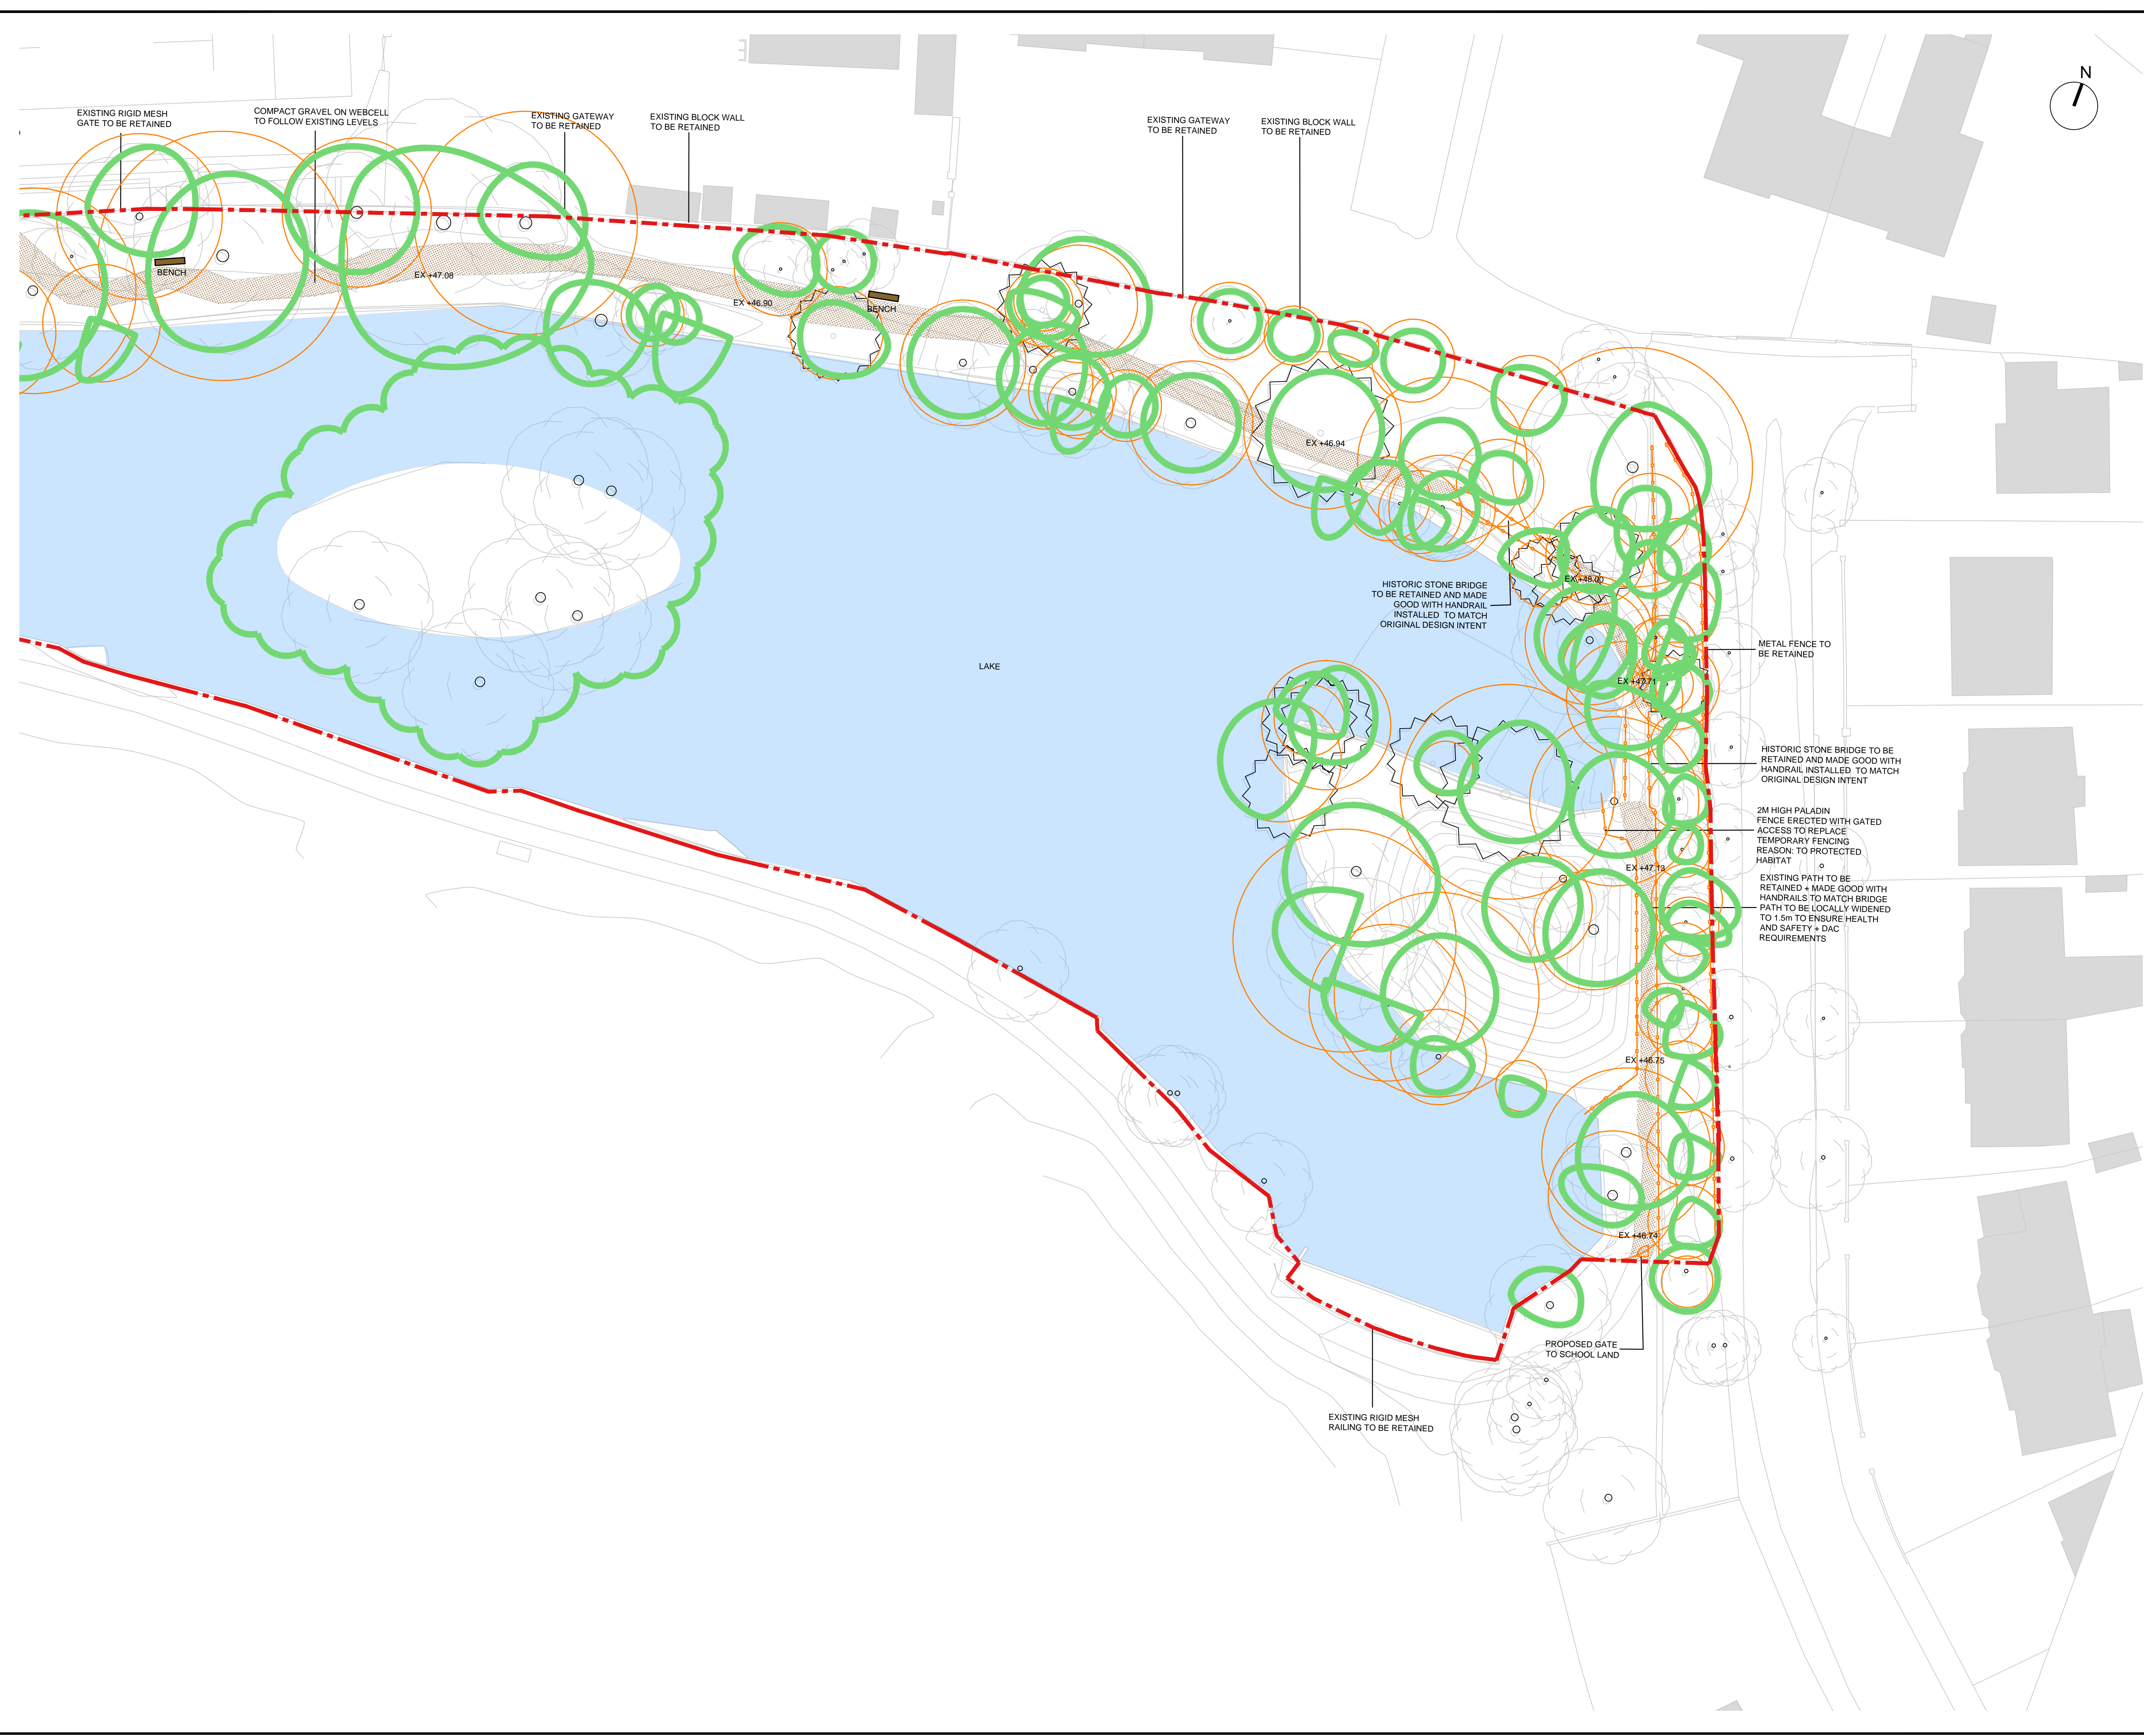 N
EXISTING RIGID MESH
GATE TO BE RETAINED
COMPACT GRAVEL ON WEBCELL
TO FOLLOW EXISTING LEVELS
EXISTING GATEWAY
TO BE RETAINED
EXISTING BLOCK WALL
TO BE RETAINED
EXISTING GATEWAY
TO BE RETAINED
EXISTING BLOCK WALL
TO BE RETAINED
BENCH
EX +47.08
EX +46.90
BENCH
EX +46.94
HISTORIC STONE BRIDGE
TO BE RETAINED AND MADE
GOOD WITH HANDRAIL
INSTALLED TO MATCH
ORIGINAL DESIGN INTENT
EX +48.00
METAL FENCE TO
BE RETAINED
LAKE
EX +47.71
HISTORIC STONE BRIDGE TO BE
RETAINED AND MADE GOOD WITH
HANDRAIL INSTALLED TO MATCH
ORIGINAL DESIGN INTENT
2M HIGH PALADIN
FENCE ERECTED WITH GATED
ACCESS TO REPLACE
TEMPORARY FENCING
REASON: TO PROTECTED
HABITAT
EX +47.13
EXISTING PATH TO BE
RETAINED + MADE GOOD WITH
HANDRAILS TO MATCH BRIDGE
PATH TO BE LOCALLY WIDENED
TO 1.5m TO ENSURE HEALTH
AND SAFETY + DAC
REQUIREMENTS
EX +46.75
EX +46.74
PROPOSED GATE
TO SCHOOL LAND
EXISTING RIGID MESH
RAILING TO BE RETAINED